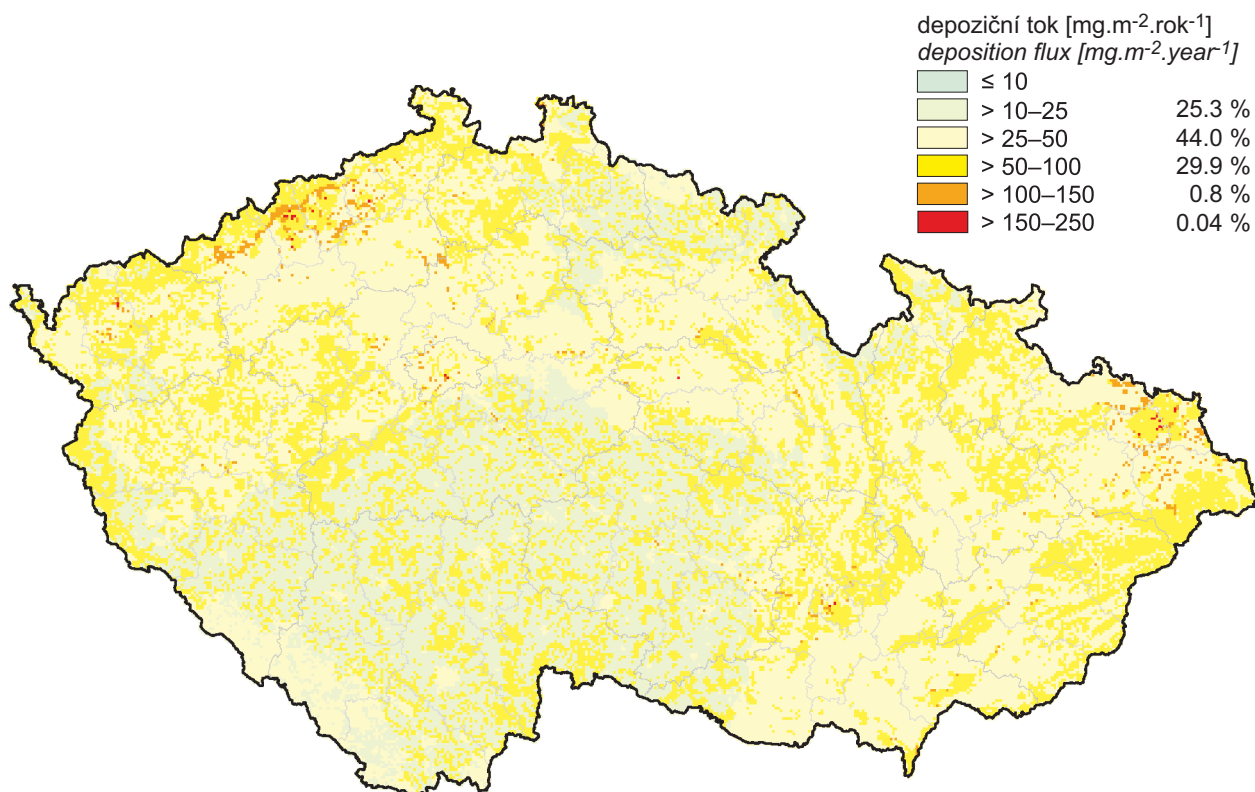 depoziční tok [mg.m-2.rok-1]
deposition flux [mg.m-2.year-1]
≤ 10
> 10–25 25.3 %
> 25–50 44.0 %
> 50–100 29.9 %
> 100–150 0.8 %
> 150–250 0.04 %